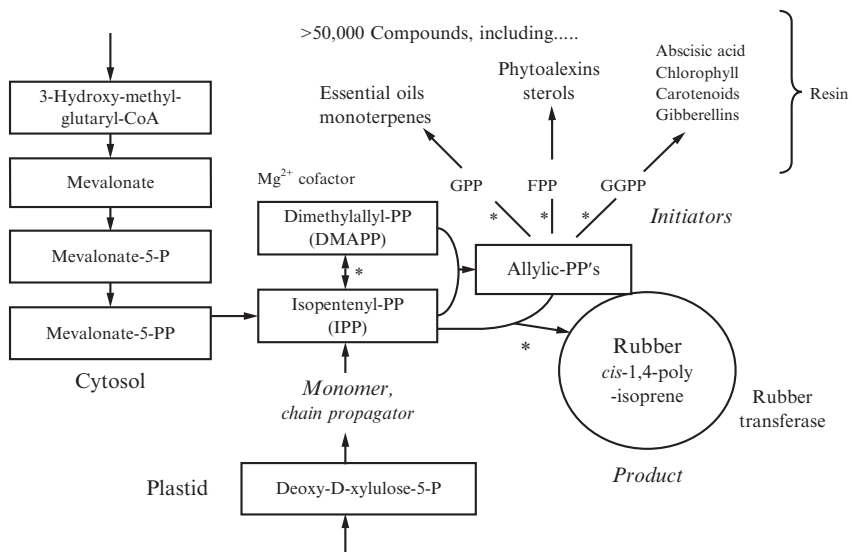 >50,000 Compounds, including.....
Abscisic acid
Chlorophyll
Carotenoids
Gibberellins
Resin
Phytoalexins
sterols
Essential oils
monoterpenes
3-Hydroxy-methyl-
glutaryl-CoA
Mevalonate
Mevalonate-5-P
Mevalonate-5-PP
Cytosol
Mg²⁺ cofactor
GPP
FPP
GGPP
* * *
Initiators
Dimethylallyl-PP
(DMAPP)
*
Isopentenyl-PP
(IPP)
Allylic-PP's
*
Rubber
cis-1,4-poly
-isoprene
Rubber
transferase
Product
Monomer,
chain propagator
Plastid
Deoxy-D-xylulose-5-P